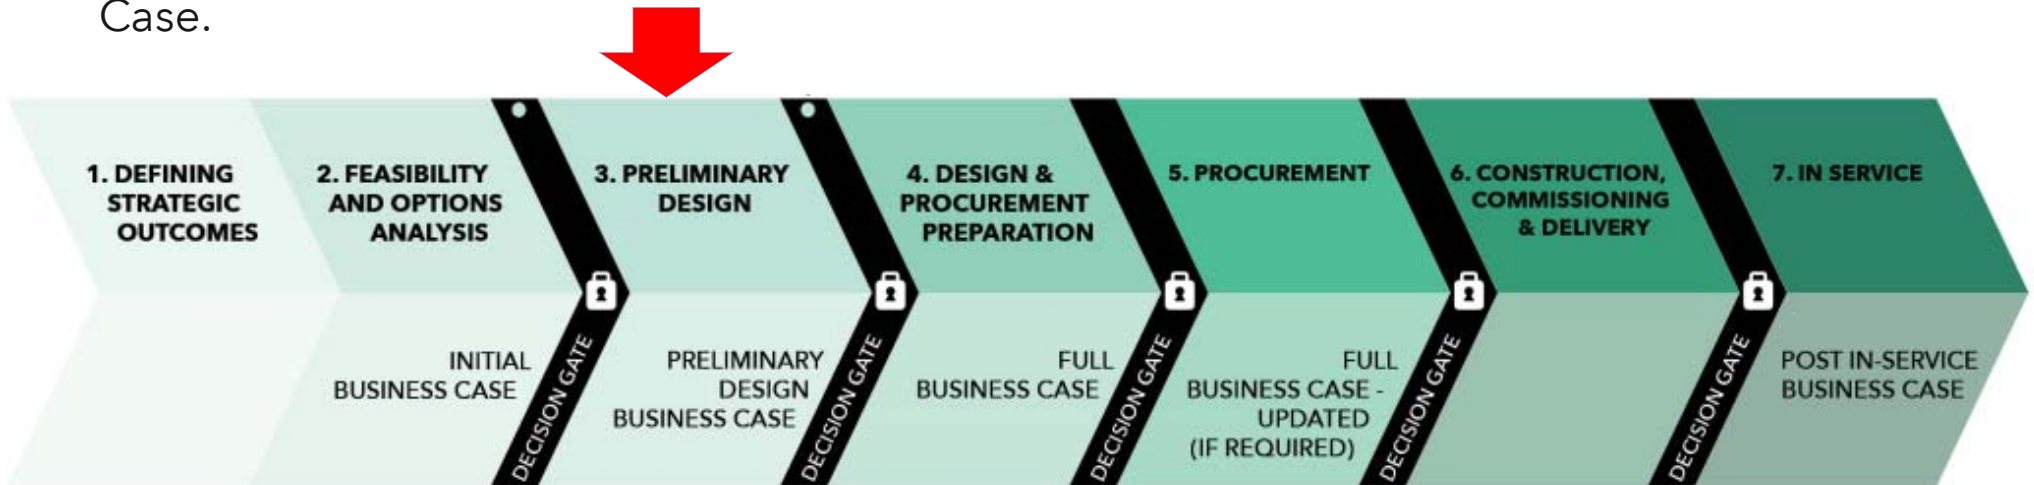 Case.
1. DEFINING
STRATEGIC
OUTCOMES
2. FEASIBILITY
AND OPTIONS
ANALYSIS
3. PRELIMINARY
DESIGN
4. DESIGN &
PROCUREMENT
PREPARATION
5. PROCUREMENT
6. CONSTRUCTION,
COMMISSIONING
& DELIVERY
7. IN SERVICE
INITIAL
BUSINESS CASE
DECISION GATE
PRELIMINARY
DESIGN
BUSINESS CASE
DECISION GATE
FULL
BUSINESS CASE
DECISION GATE
FULL
BUSINESS CASE -
UPDATED
(IF REQUIRED)
DECISION GATE
DECISION GATE
POST IN-SERVICE
BUSINESS CASE